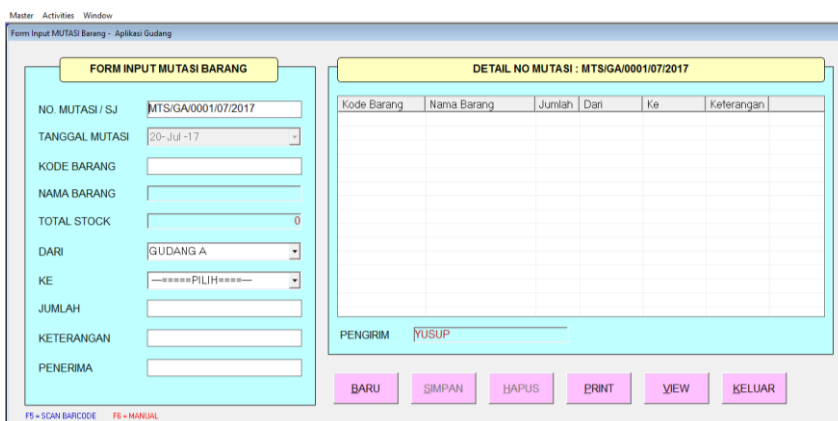 Master Activities Window
Form Input MUTASI Barang - Aplikasi Gudang
FORM INPUT MUTASI BARANG
NO. MUTASI / SJ MTS/GA/0001/07/2017
TANGGAL MUTASI 20-Jul-17
KODE BARANG
NAMA BARANG
TOTAL STOCK 0
DARI GUDANG A
KE —=====PILIH====—
JUMLAH
KETERANGAN
PENERIMA
F5 = SCAN BARCODE F6 = MANUAL
DETAIL NO MUTASI : MTS/GA/0001/07/2017
Kode Barang Nama Barang Jumlah Dari Ke Keterangan
PENGIRIM YUSUP
BARU SIMPAN HAPUS PRINT VIEW KELUAR